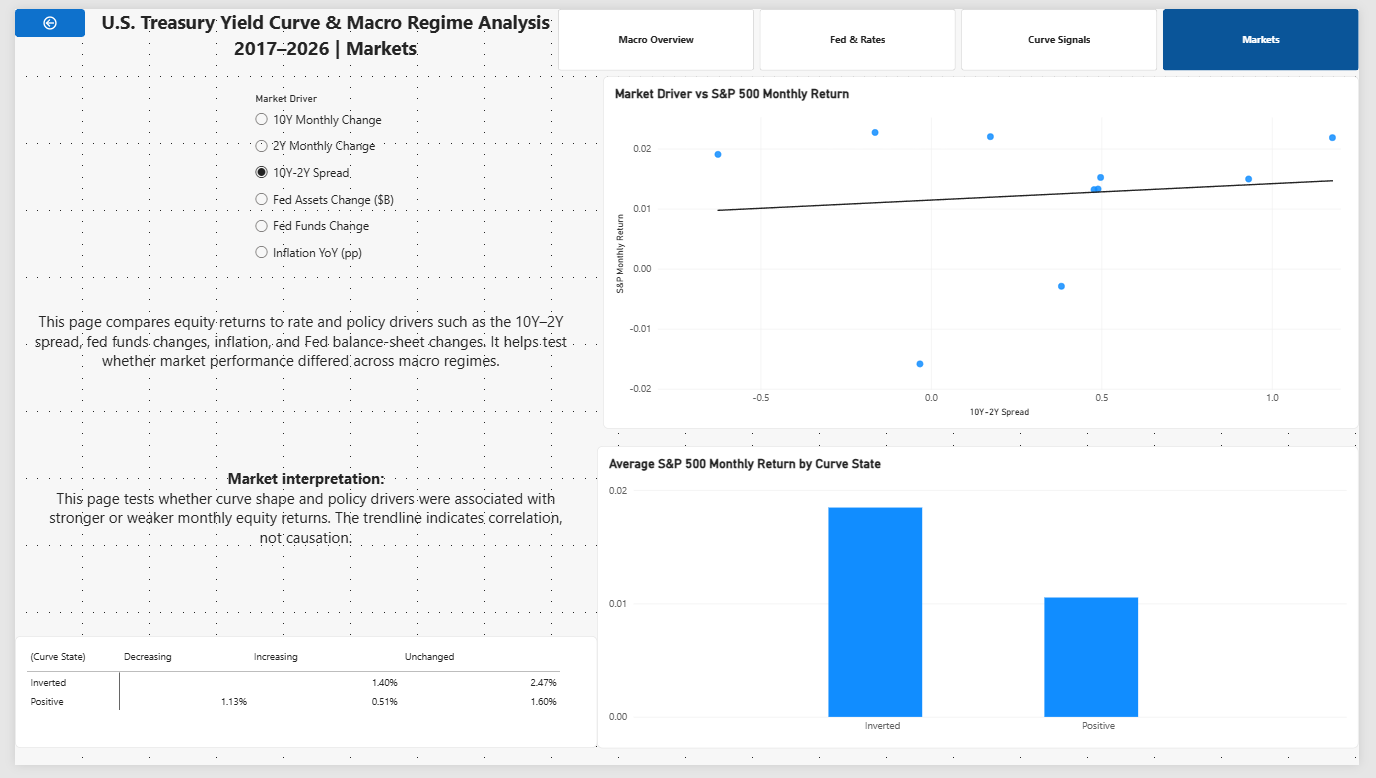 U.S. Treasury Yield Curve & Macro Regime Analysis
2017–2026 | Markets
Macro Overview
Fed & Rates
Curve Signals
Markets
Market Driver
10Y Monthly Change
2Y Monthly Change
10Y-2Y Spread
Fed Assets Change ($B)
Fed Funds Change
Inflation YoY (pp)
This page compares equity returns to rate and policy drivers such as the 10Y–2Y
spread, fed funds changes, inflation, and Fed balance-sheet changes. It helps test
whether market performance differed across macro regimes.
Market interpretation:
This page tests whether curve shape and policy drivers were associated with
stronger or weaker monthly equity returns. The trendline indicates correlation,
not causation.
(Curve State) Decreasing Increasing Unchanged
Inverted 1.40% 2.47%
Positive 1.13% 0.51% 1.60%
Market Driver vs S&P 500 Monthly Return
S&P Monthly Return
0.02
0.01
0.00
-0.01
-0.02
-0.5 0.0 0.5 1.0
10Y-2Y Spread
Average S&P 500 Monthly Return by Curve State
0.02
0.01
0.00
Inverted Positive